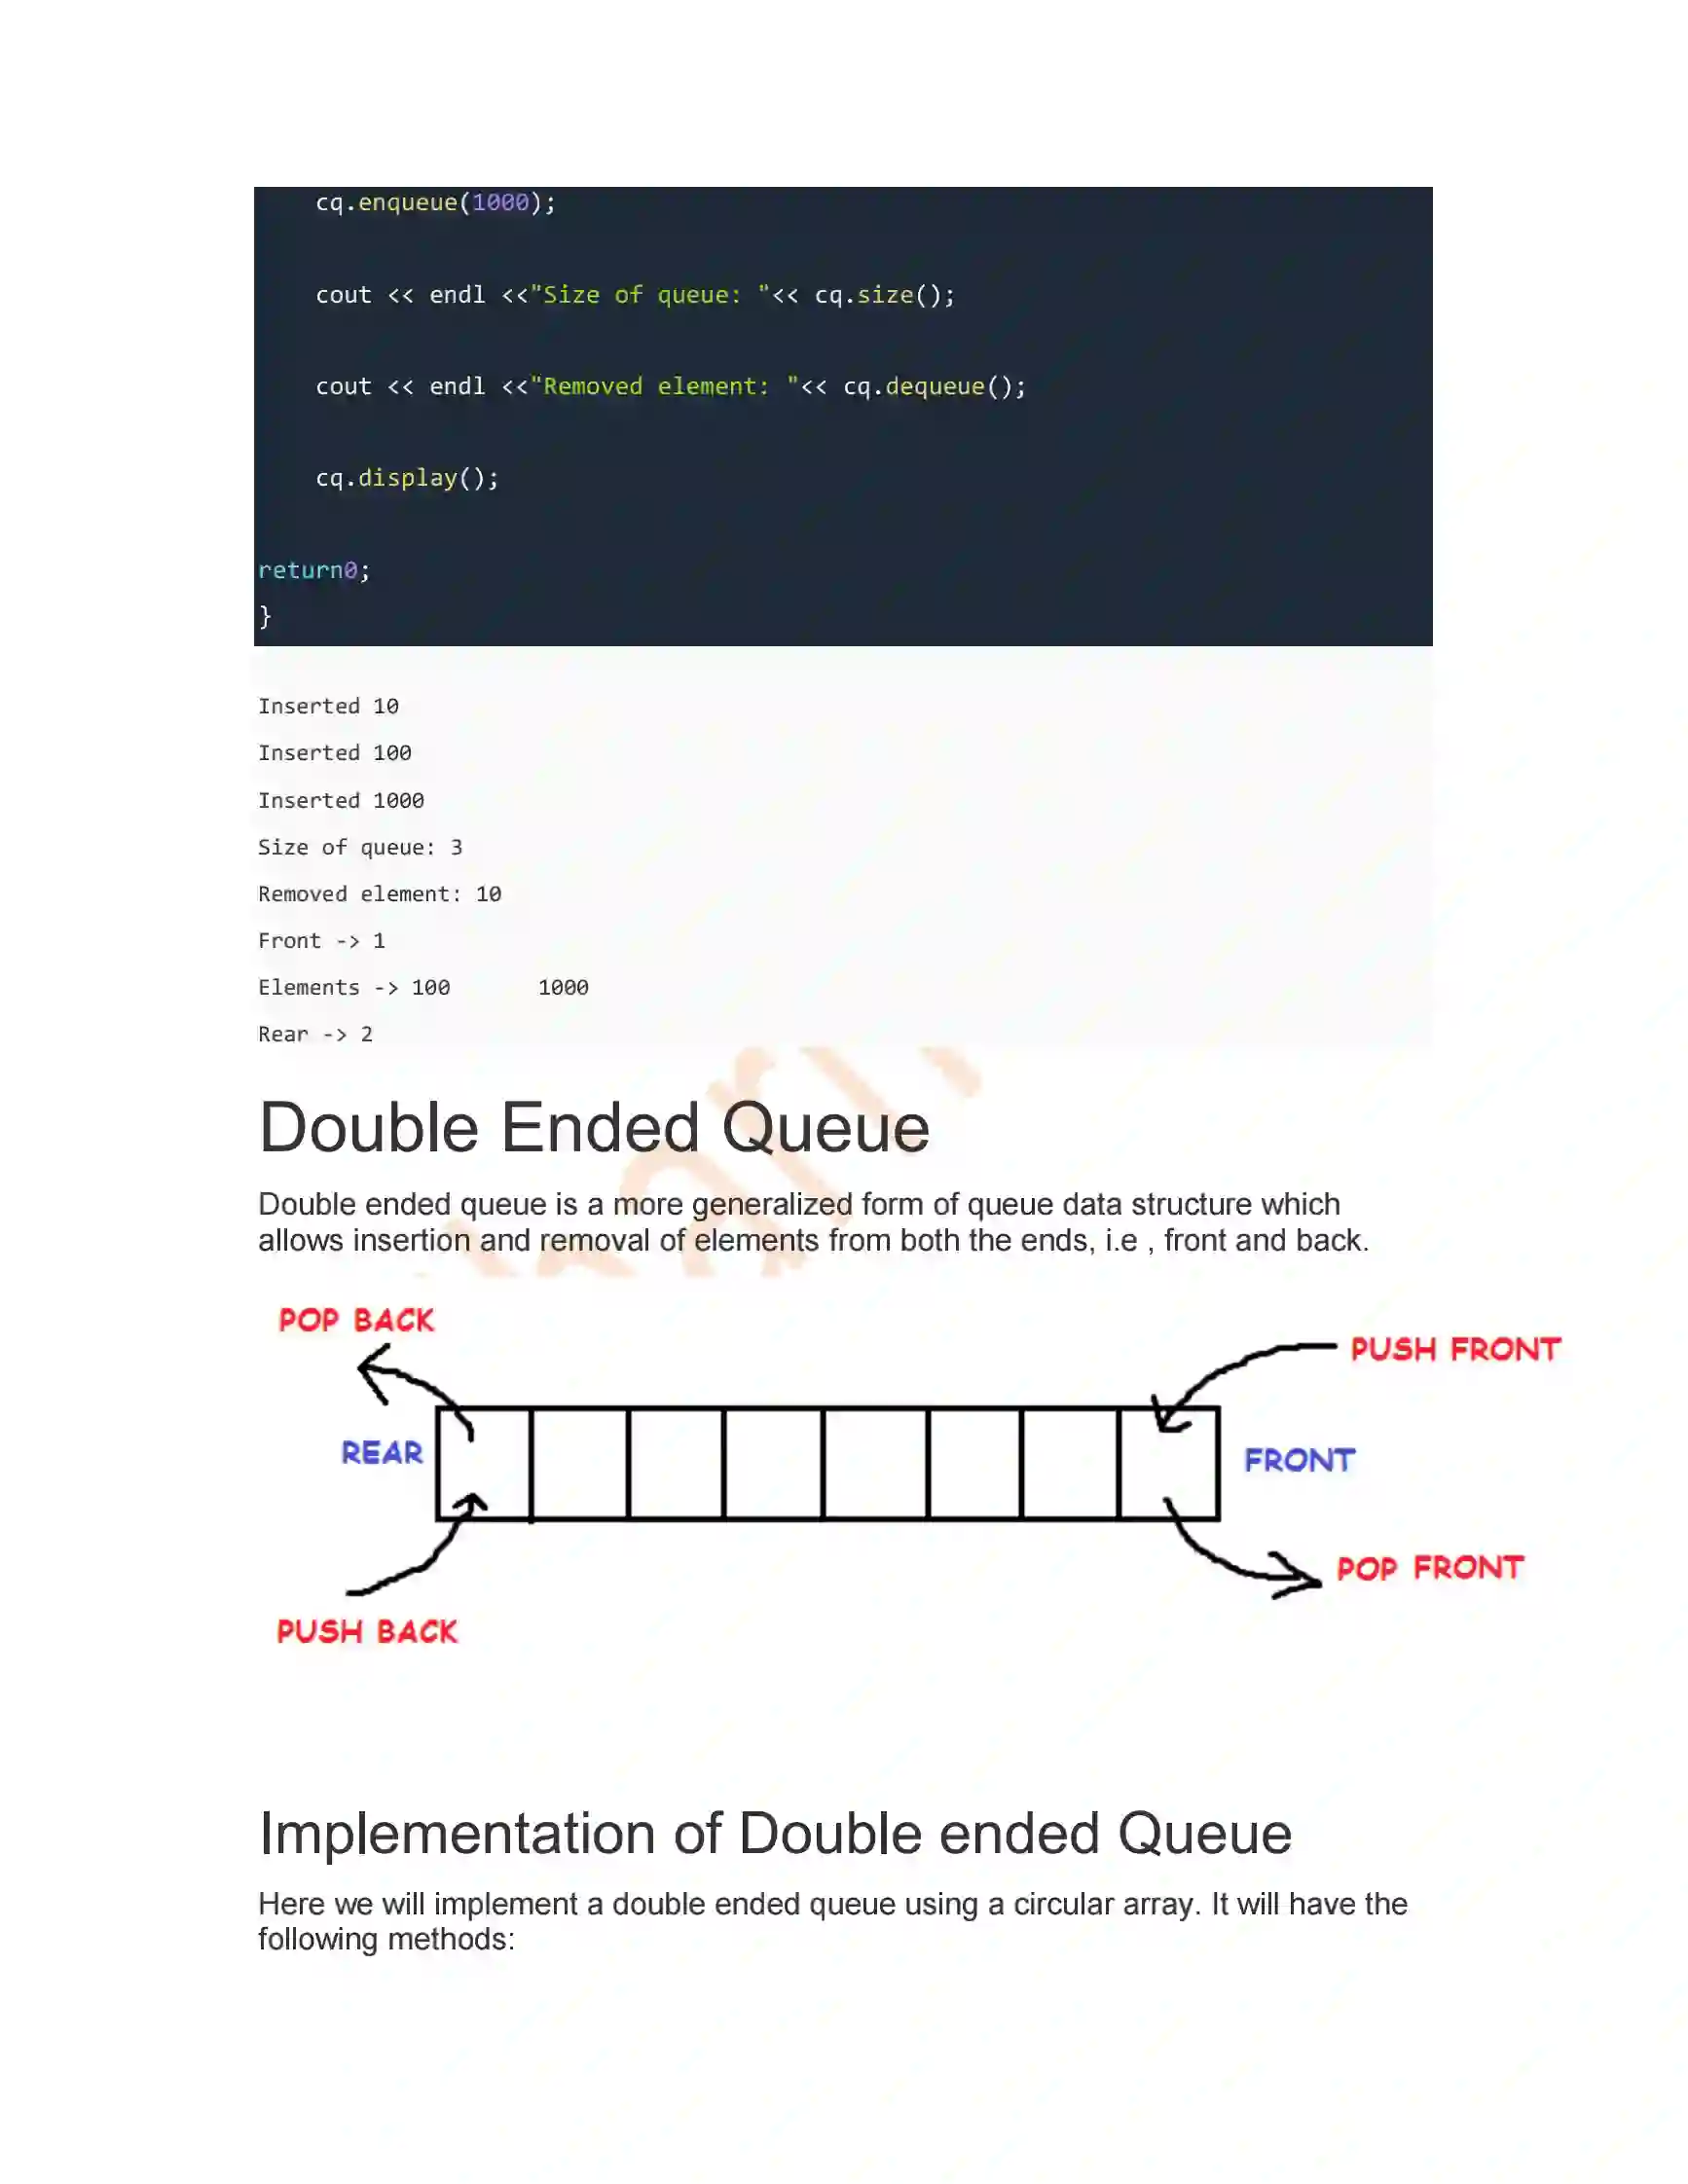 cq.enqueue(1000);
cout << endl <<"Size of queue: "<< cq.size();
cout << endl <<"Removed element: "<< cq.dequeue();
cq.display();
return0;
}
Inserted 10
Inserted 100
Inserted 1000
Size of queue: 3
Removed element: 10
Front -> 1
Elements -> 100       1000
Rear -> 2
Double Ended Queue
Double ended queue is a more generalized form of queue data structure which
allows insertion and removal of elements from both the ends, i.e , front and back.
POP BACK
PUSH FRONT
REAR
FRONT
POP FRONT
PUSH BACK
Implementation of Double ended Queue
Here we will implement a double ended queue using a circular array. It will have the
following methods: